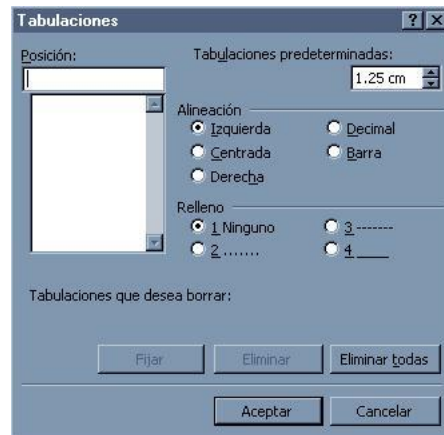 Tabulaciones
Posición:
Tabulaciones predeterminadas:
1.25 cm
Alineación
Izquierda
Decimal
Centrada
Barra
Derecha
Relleno
1 Ninguno
3 -------
2 .......
4 ____
Tabulaciones que desea borrar:
Fijar
Eliminar
Eliminar todas
Aceptar
Cancelar